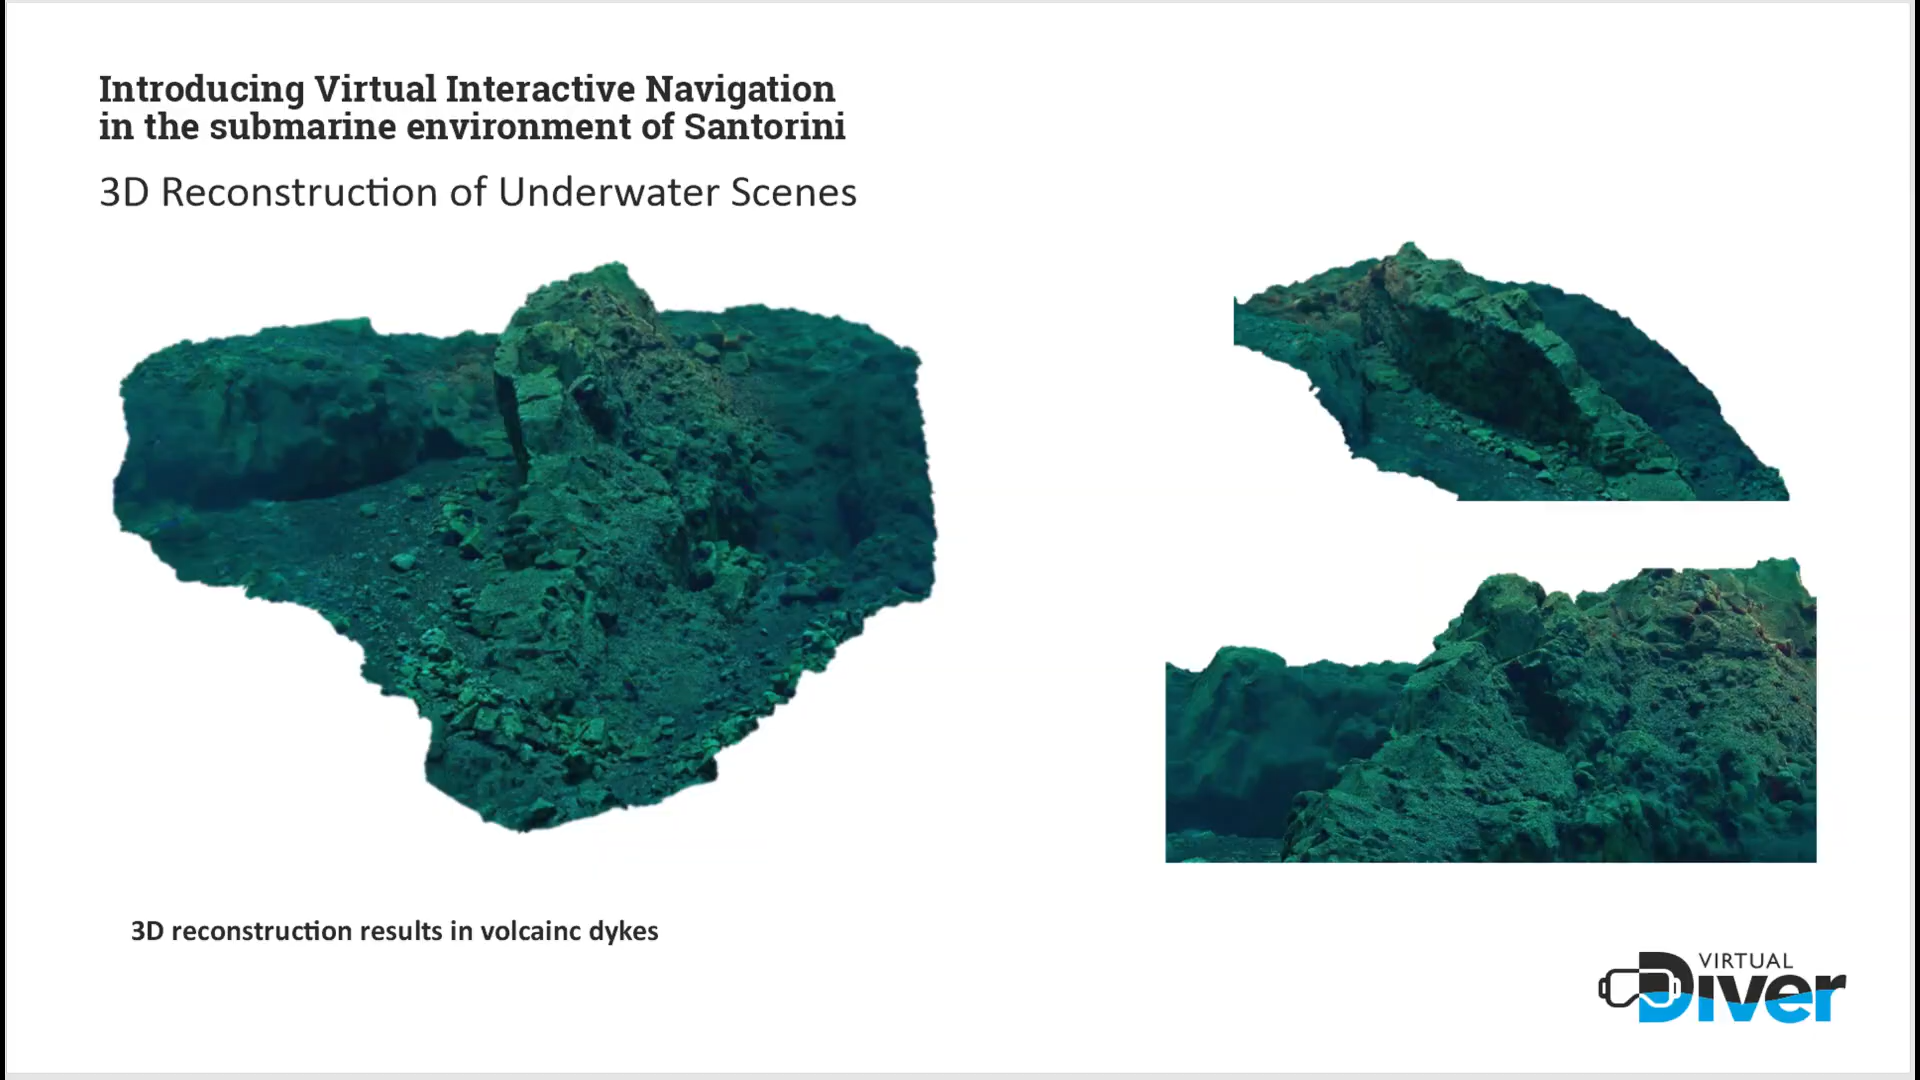 Introducing Virtual Interactive Navigation
in the submarine environment of Santorini
3D Reconstruction of Underwater Scenes
3D reconstruction results in volcainc dykes
VIRTUAL
Diver